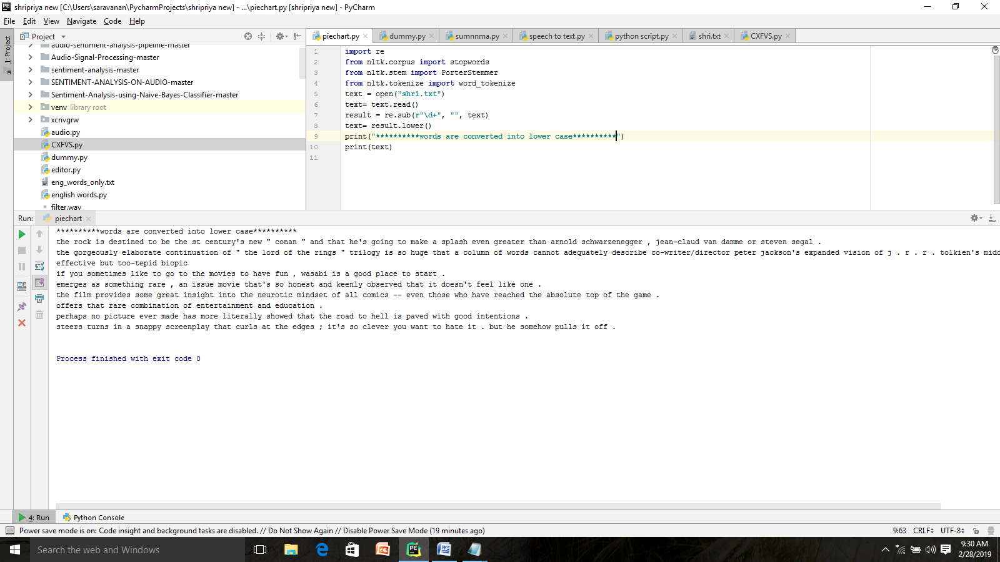 shripriya new [C:\Users\saravanan\PycharmProjects\shripriya new] - ...\piechart.py [shripriya new] - PyCharm
File Edit View Navigate Code Help
1: Project
Project
audio-sentiment-analysis-pipeline-master
Audio-Signal-Processing-master
sentiment-analysis-master
SENTIMENT-ANALYSIS-ON-AUDIO-master
Sentiment-Analysis-using-Naive-Bayes-Classifier-master
venv library root
xcnvgrw
audio.py
CXFVS.py
dummy.py
editor.py
eng_words_only.txt
english words.py
filter.wav
piechart.py dummy.py sumnnma.py speech to text.py python script.py shri.txt CXFVS.py
1 import re
2 from nltk.corpus import stopwords
3 from nltk.stem import PorterStemmer
4 from nltk.tokenize import word_tokenize
5 text = open("shri.txt")
6 text= text.read()
7 result = re.sub(r"\d+", "", text)
8 text= result.lower()
9 print("**********words are converted into lower case**********")
10 print(text)
11
Run: piechart
**********words are converted into lower case**********
the rock is destined to be the st century's new " conan " and that he's going to make a splash even greater than arnold schwarzenegger , jean-claud van damme or steven segal .
the gorgeously elaborate continuation of " the lord of the rings " trilogy is so huge that a column of words cannot adequately describe co-writer/director peter jackson's expanded vision of j . r . r . tolkien's midd
effective but too-tepid biopic
if you sometimes like to go to the movies to have fun , wasabi is a good place to start .
emerges as something rare , an issue movie that's so honest and keenly observed that it doesn't feel like one .
the film provides some great insight into the neurotic mindset of all comics -- even those who have reached the absolute top of the game .
offers that rare combination of entertainment and education .
perhaps no picture ever made has more literally showed that the road to hell is paved with good intentions .
steers turns in a snappy screenplay that curls at the edges ; it's so clever you want to hate it . but he somehow pulls it off .
Process finished with exit code 0
4: Run Python Console
Power save mode is on: Code insight and background tasks are disabled. // Do Not Show Again // Disable Power Save Mode (19 minutes ago)
9:63 CRLF UTF-8
Search the web and Windows
9:30 AM
2/28/2019